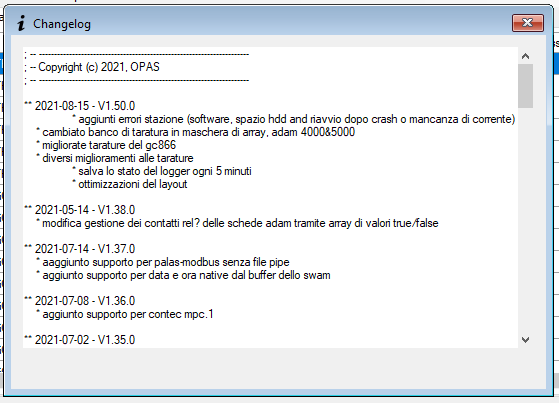 Changelog
; -- ----------------------------------------------------------------------
; -- Copyright (c) 2021, OPAS
; -- ----------------------------------------------------------------------
** 2021-08-15 - V1.50.0
* aggiunti errori stazione (software, spazio hdd and riavvio dopo crash o mancanza di corrente)
* cambiato banco di taratura in maschera di array, adam 4000&5000
* migliorate tarature del gc866
* diversi miglioramenti alle tarature
* salva lo stato del logger ogni 5 minuti
* ottimizzazioni del layout
** 2021-05-14 - V1.38.0
* modifica gestione dei contatti rel? delle schede adam tramite array di valori true/false
** 2021-07-14 - V1.37.0
* aaggiunto supporto per palas-modbus senza file pipe
* aggiunto supporto per data e ora native dal buffer dello swam
** 2021-07-08 - V1.36.0
* aggiunto supporto per contec mpc.1
** 2021-07-02 - V1.35.0